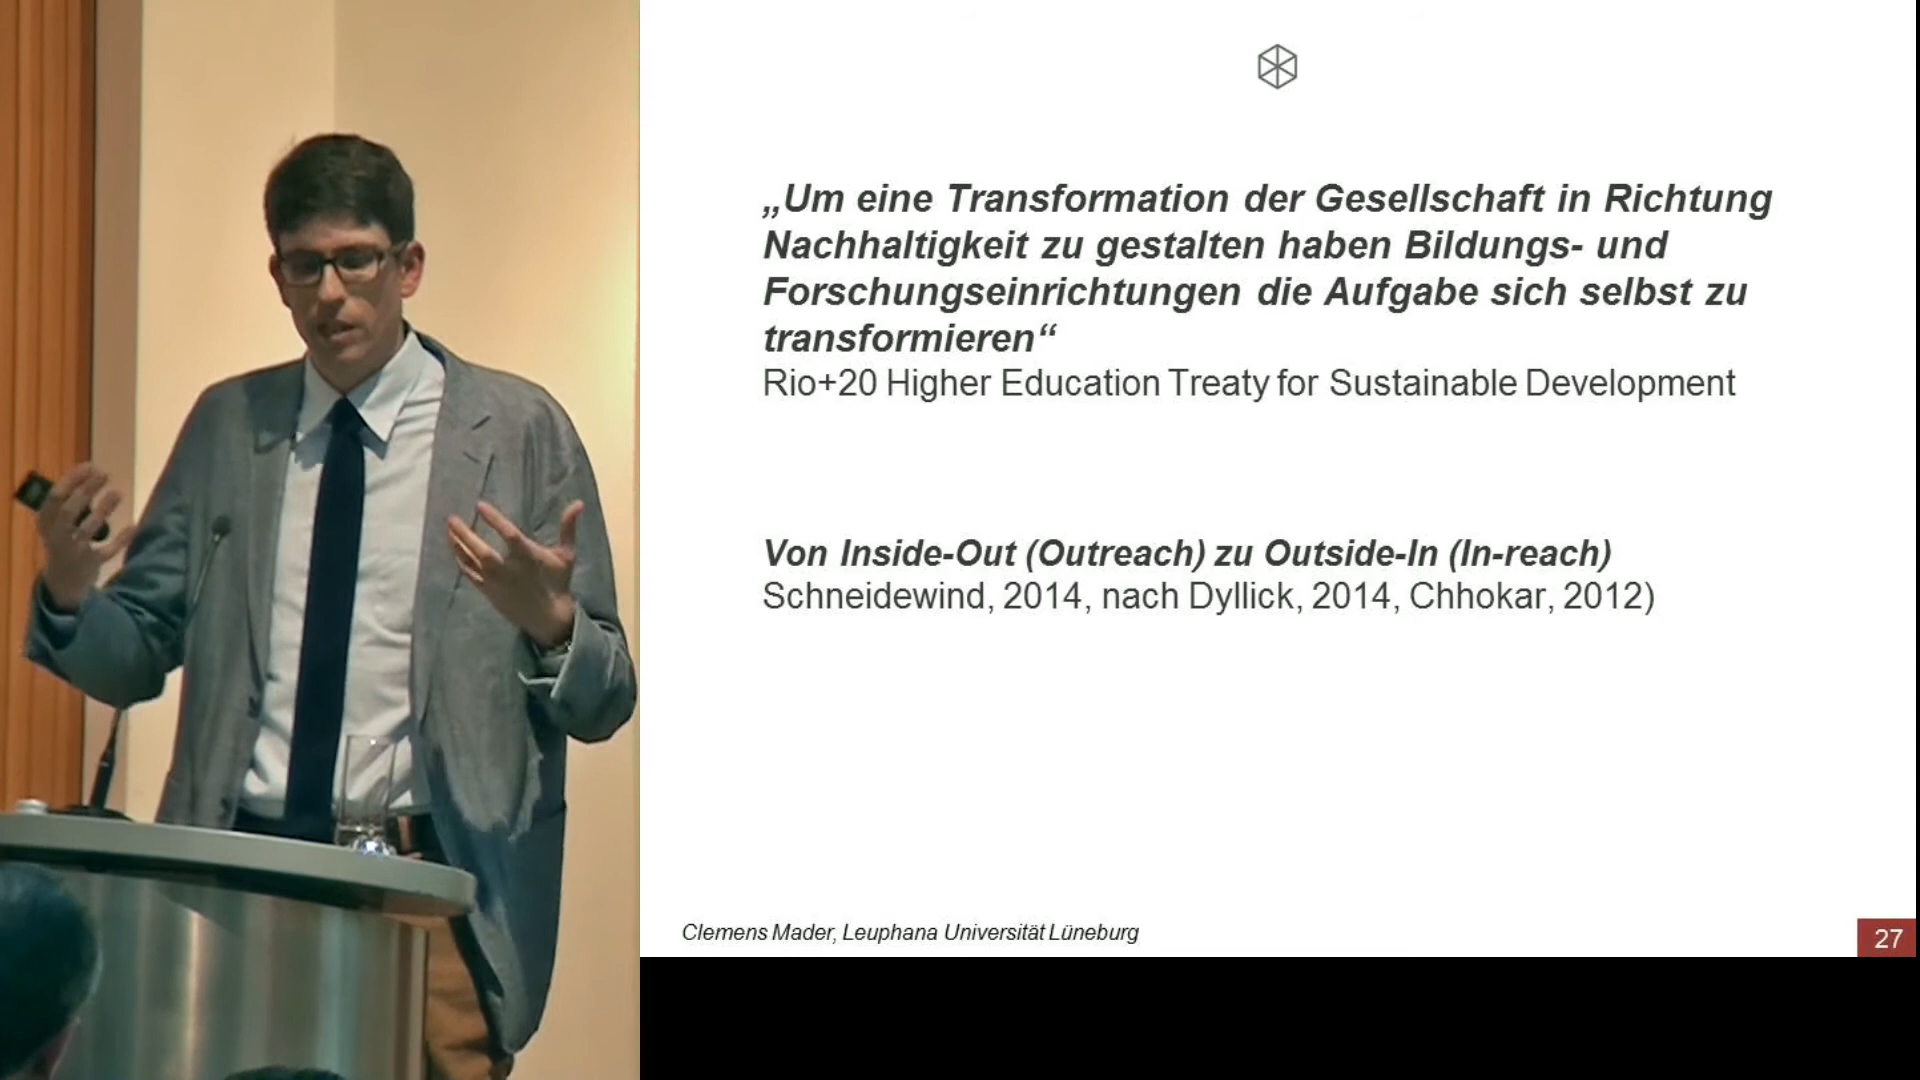 „Um eine Transformation der Gesellschaft in Richtung
Nachhaltigkeit zu gestalten haben Bildungs- und
Forschungseinrichtungen die Aufgabe sich selbst zu
transformieren“
Rio+20 Higher Education Treaty for Sustainable Development
Von Inside-Out (Outreach) zu Outside-In (In-reach)
Schneidewind, 2014, nach Dyllick, 2014, Chhokar, 2012)
Clemens Mader, Leuphana Universität Lüneburg
27